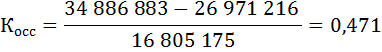 Косс = (34 886 883 − 26 971 216) / 16 805 175 = 0,471